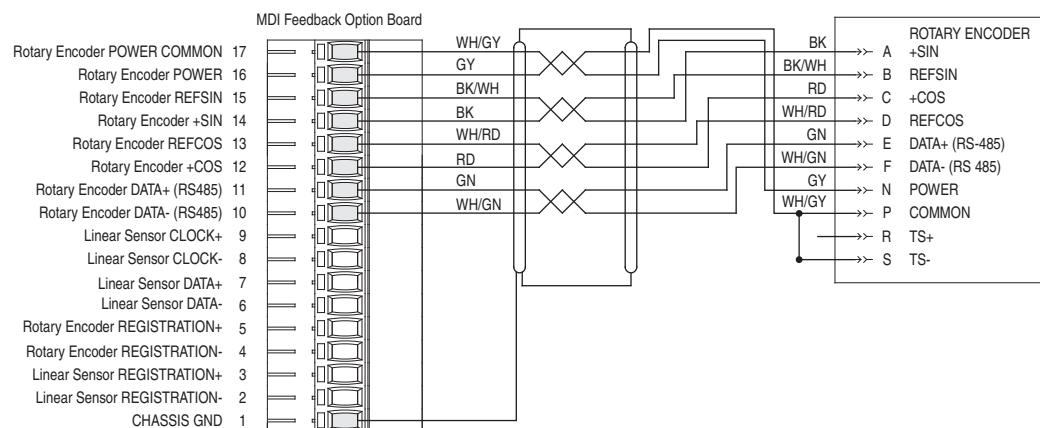 MDI Feedback Option Board
Rotary Encoder POWER COMMON 17
Rotary Encoder POWER 16
Rotary Encoder REFSIN 15
Rotary Encoder +SIN 14
Rotary Encoder REFCOS 13
Rotary Encoder +COS 12
Rotary Encoder DATA+ (RS485) 11
Rotary Encoder DATA- (RS485) 10
Linear Sensor CLOCK+ 9
Linear Sensor CLOCK- 8
Linear Sensor DATA+ 7
Linear Sensor DATA- 6
Rotary Encoder REGISTRATION+ 5
Rotary Encoder REGISTRATION- 4
Linear Sensor REGISTRATION+ 3
Linear Sensor REGISTRATION- 2
CHASSIS GND 1
WH/GY
GY
BK/WH
BK
WH/RD
RD
GN
WH/GN
BK
BK/WH
RD
WH/RD
GN
WH/GN
GY
WH/GY
ROTARY ENCODER
A +SIN
B REFSIN
C +COS
D REFCOS
E DATA+ (RS-485)
F DATA- (RS 485)
N POWER
P COMMON
R TS+
S TS-